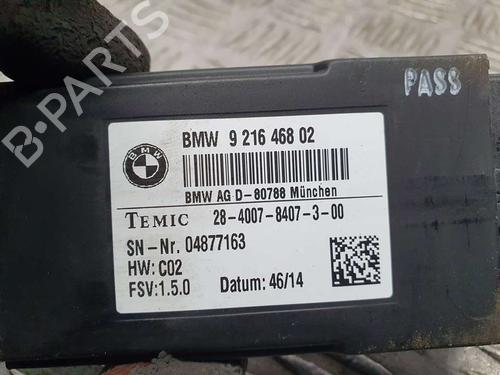 PASS
BMW 9 216 468 02
BMW
BMW AG D-80788 München
TEMIC 28-4007-8407-3-00
SN-Nr. 04877163
HW: C02
FSV:1.5.0 Datum: 46/14